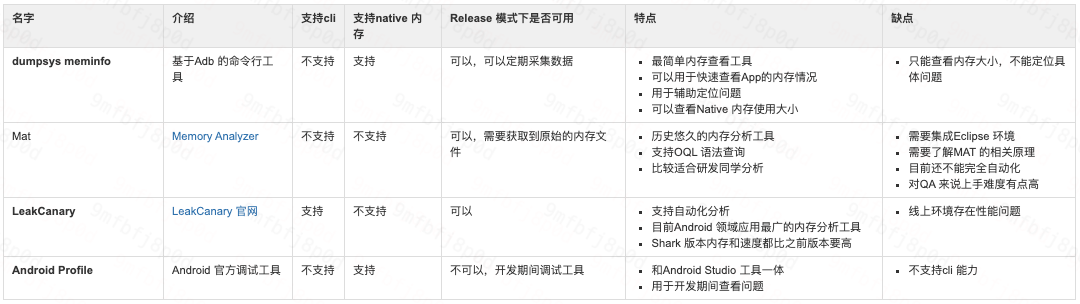 名字 介绍 支持cli 支持native 内存 Release 模式下是否可用 特点 缺点
dumpsys meminfo 基于Adb 的命令行工具 不支持 支持 可以，可以定期采集数据
最简单内存查看工具
可以用于快速查看App的内存情况
用于辅助定位问题
可以查看Native 内存使用大小
只能查看内存大小，不能定位具体问题
Mat Memory Analyzer 不支持 不支持 可以，需要获取到原始的内存文件
历史悠久的内存分析工具
支持OQL 语法查询
比较适合研发同学分析
需要集成Eclipse 环境
需要了解MAT 的相关原理
目前还不能完全自动化
对QA 来说上手难度有点高
LeakCanary LeakCanary 官网 支持 不支持 可以
支持自动化分析
目前Android 领域应用最广的内存分析工具
Shark 版本内存和速度都比之前版本要高
线上环境存在性能问题
Android Profile Android 官方调试工具 不支持 支持 不可以，开发期间调试工具
和Android Studio 工具一体
用于开发期间查看问题
不支持cli 能力